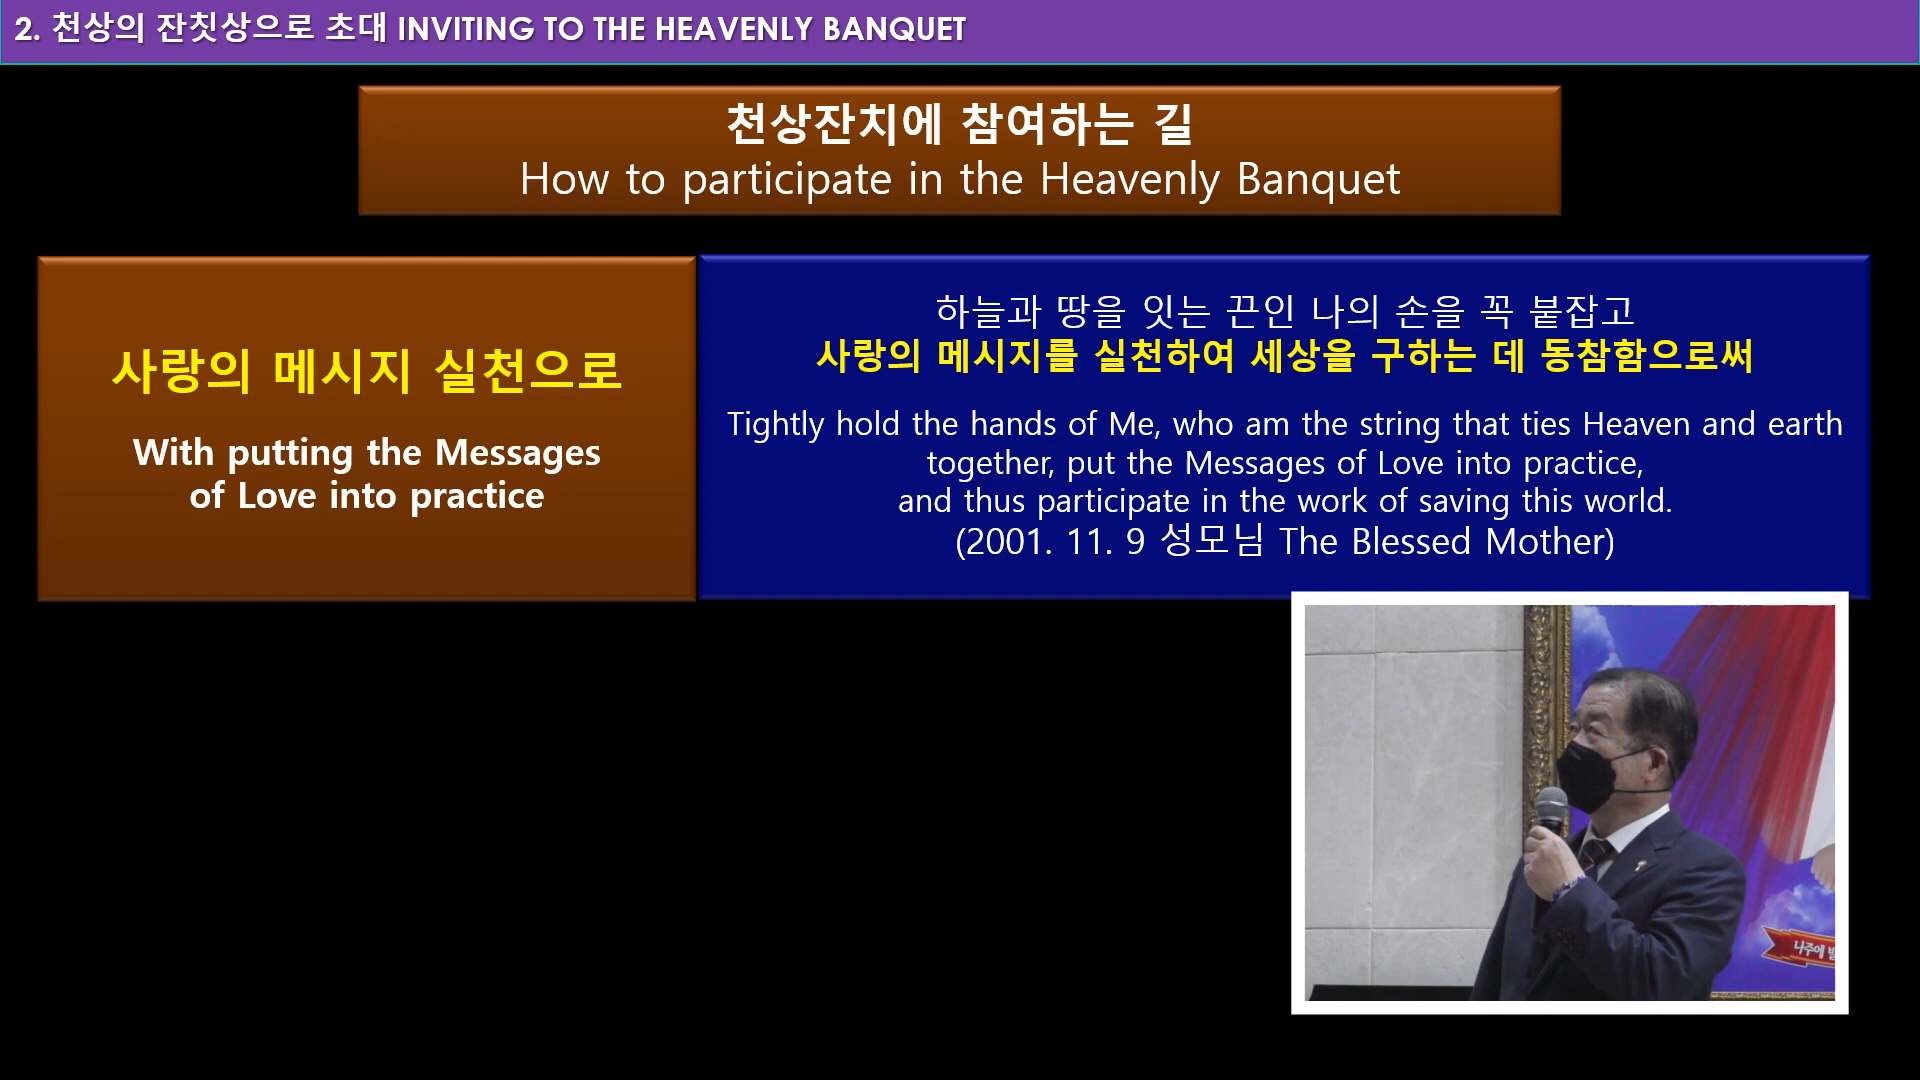 2. 천상의 잔칫상으로 초대 INVITING TO THE HEAVENLY BANQUET
천상잔치에 참여하는 길
How to participate in the Heavenly Banquet
사랑의 메시지 실천으로
With putting the Messages
of Love into practice
하늘과 땅을 잇는 끈인 나의 손을 꼭 붙잡고
사랑의 메시지를 실천하여 세상을 구하는 데 동참함으로써
Tightly hold the hands of Me, who am the string that ties Heaven and earth
together, put the Messages of Love into practice,
and thus participate in the work of saving this world.
(2001. 11. 9 성모님 The Blessed Mother)
나주에